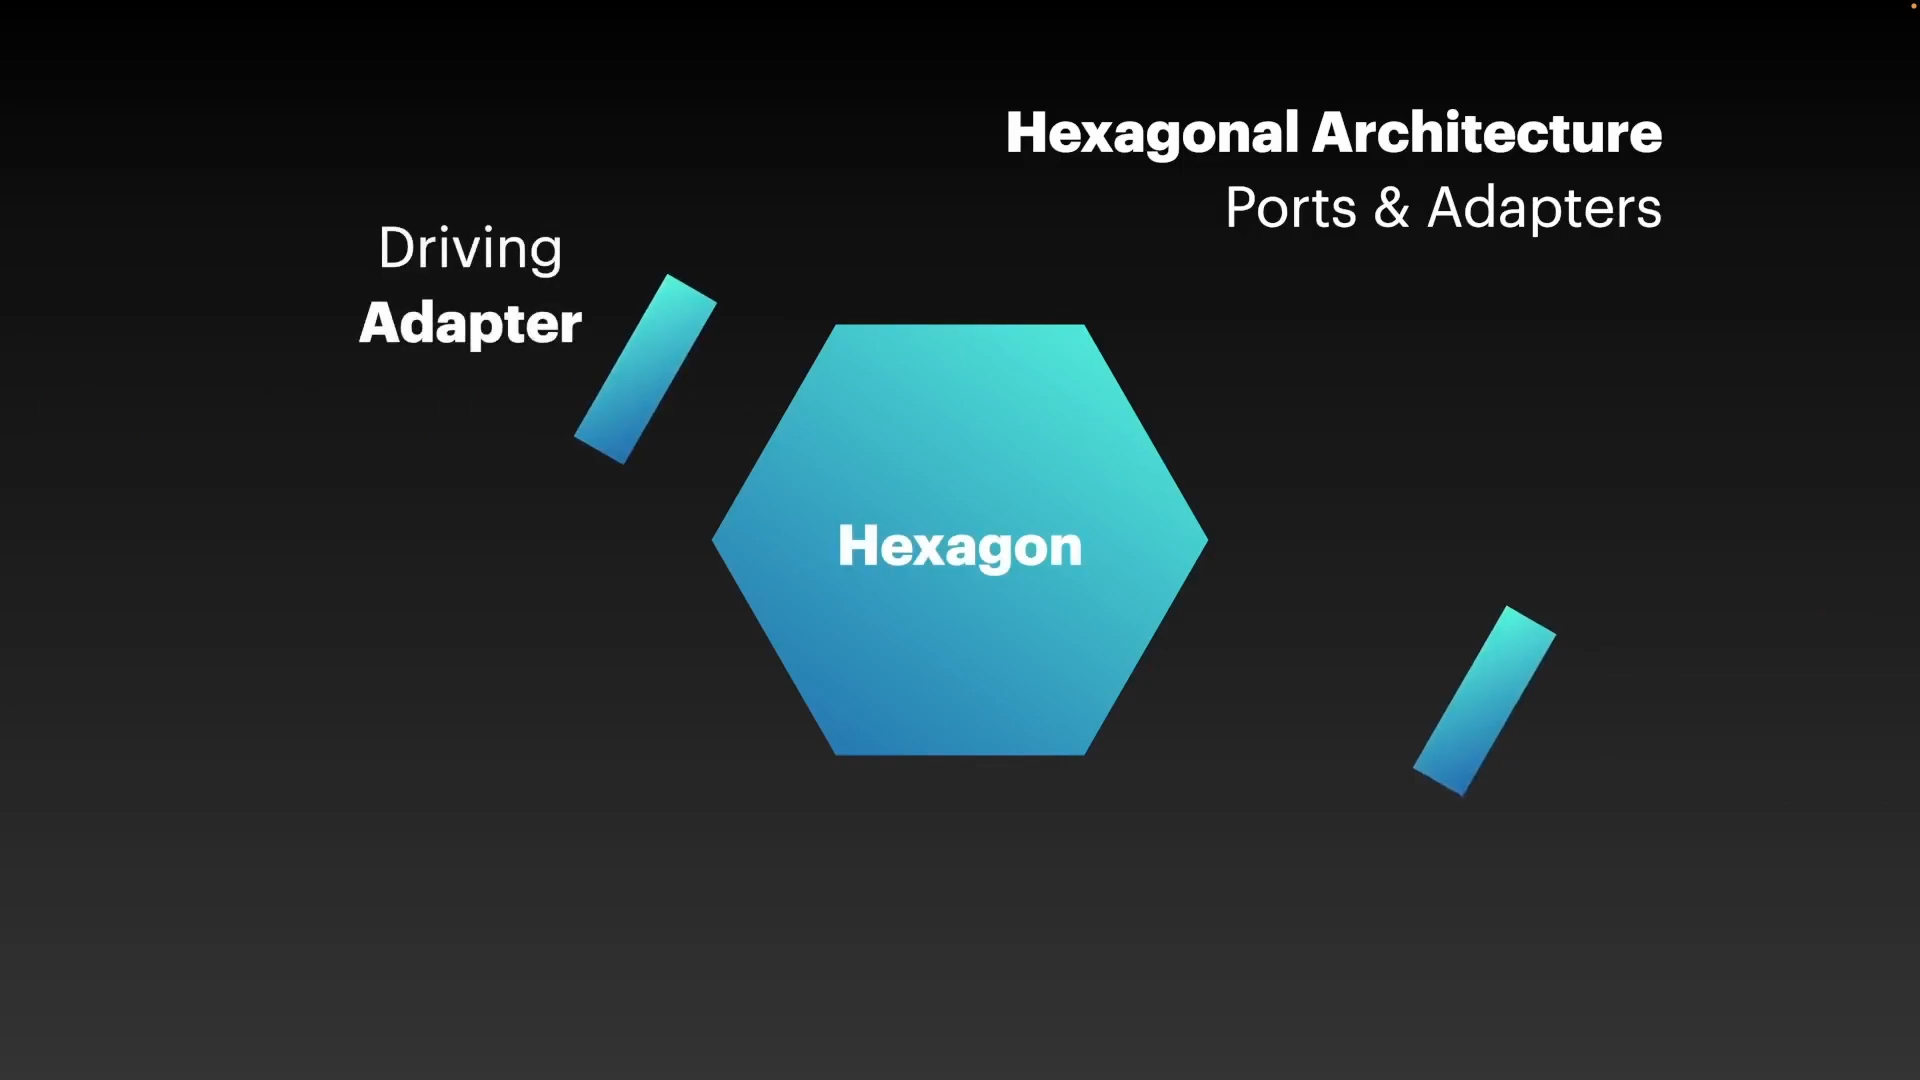 Hexagonal Architecture
Ports & Adapters
Driving
Adapter
Hexagon